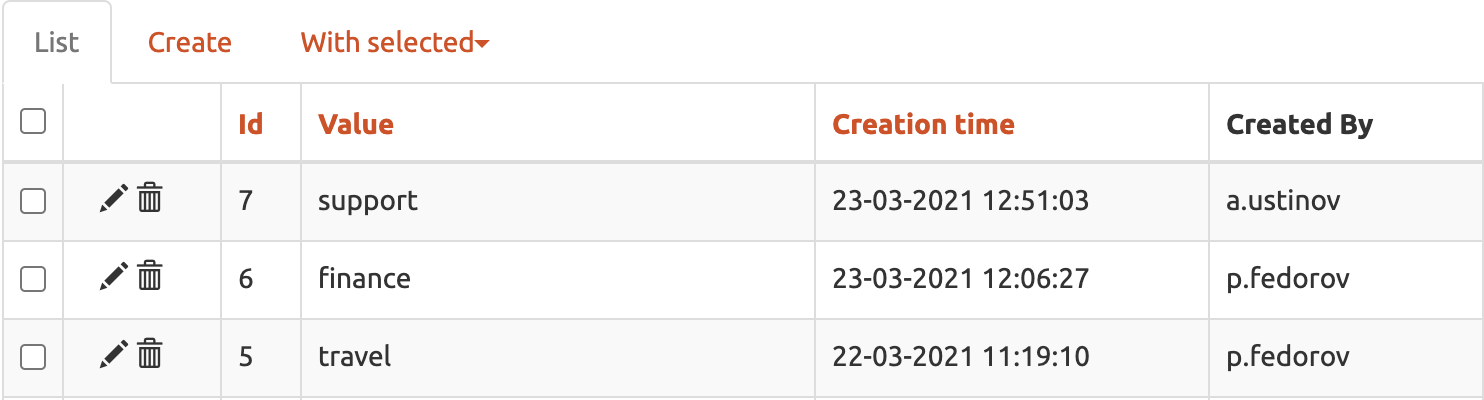 List Create With selected
Id Value Creation time Created By
7 support 23-03-2021 12:51:03 a.ustinov
6 finance 23-03-2021 12:06:27 p.fedorov
5 travel 22-03-2021 11:19:10 p.fedorov